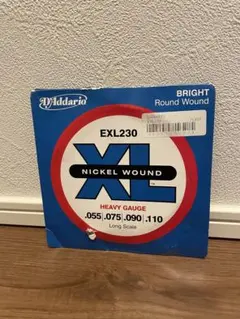 D'Addario
BRIGHT
Round Wound
EXL230
XL
NICKEL WOUND
HEAVY GAUGE
.055 .075 .090 .110
Long Scale